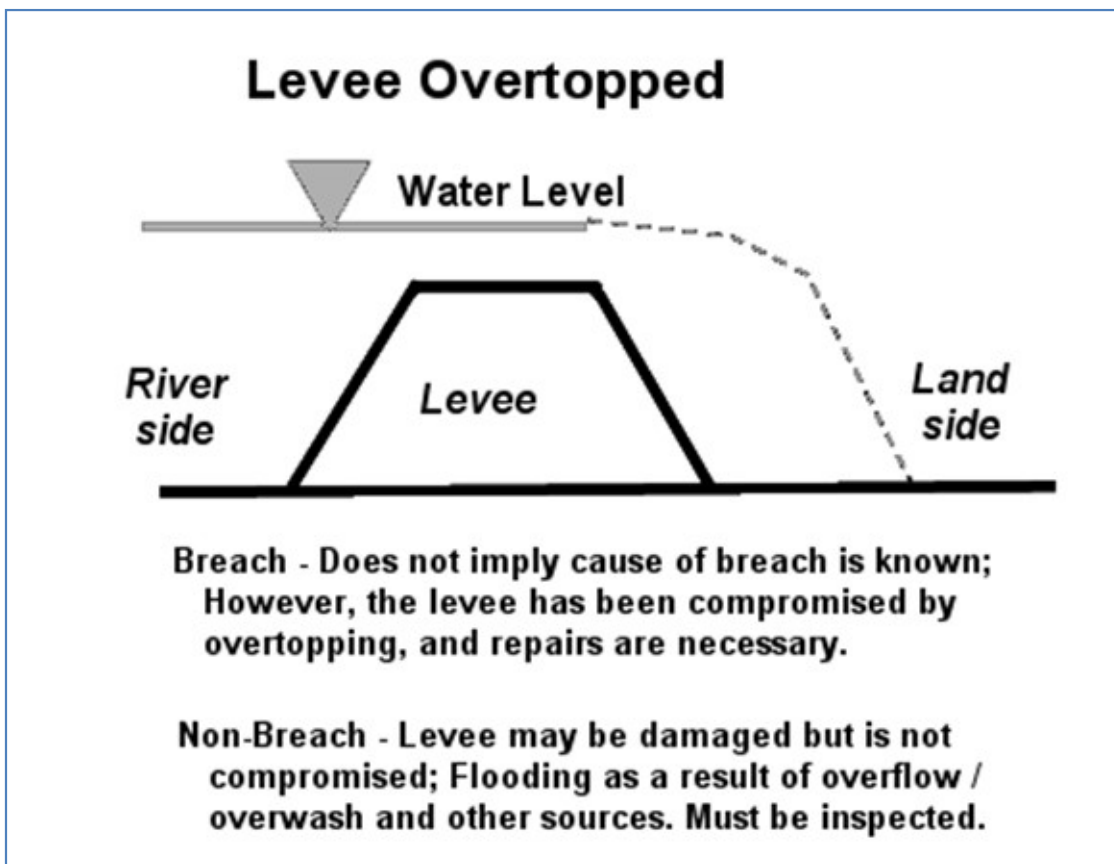 Levee Overtopped
Water Level
River
side
Levee
Land
side
Breach - Does not imply cause of breach is known;
However, the levee has been compromised by
overtopping, and repairs are necessary.
Non-Breach - Levee may be damaged but is not
compromised; Flooding as a result of overflow /
overwash and other sources. Must be inspected.